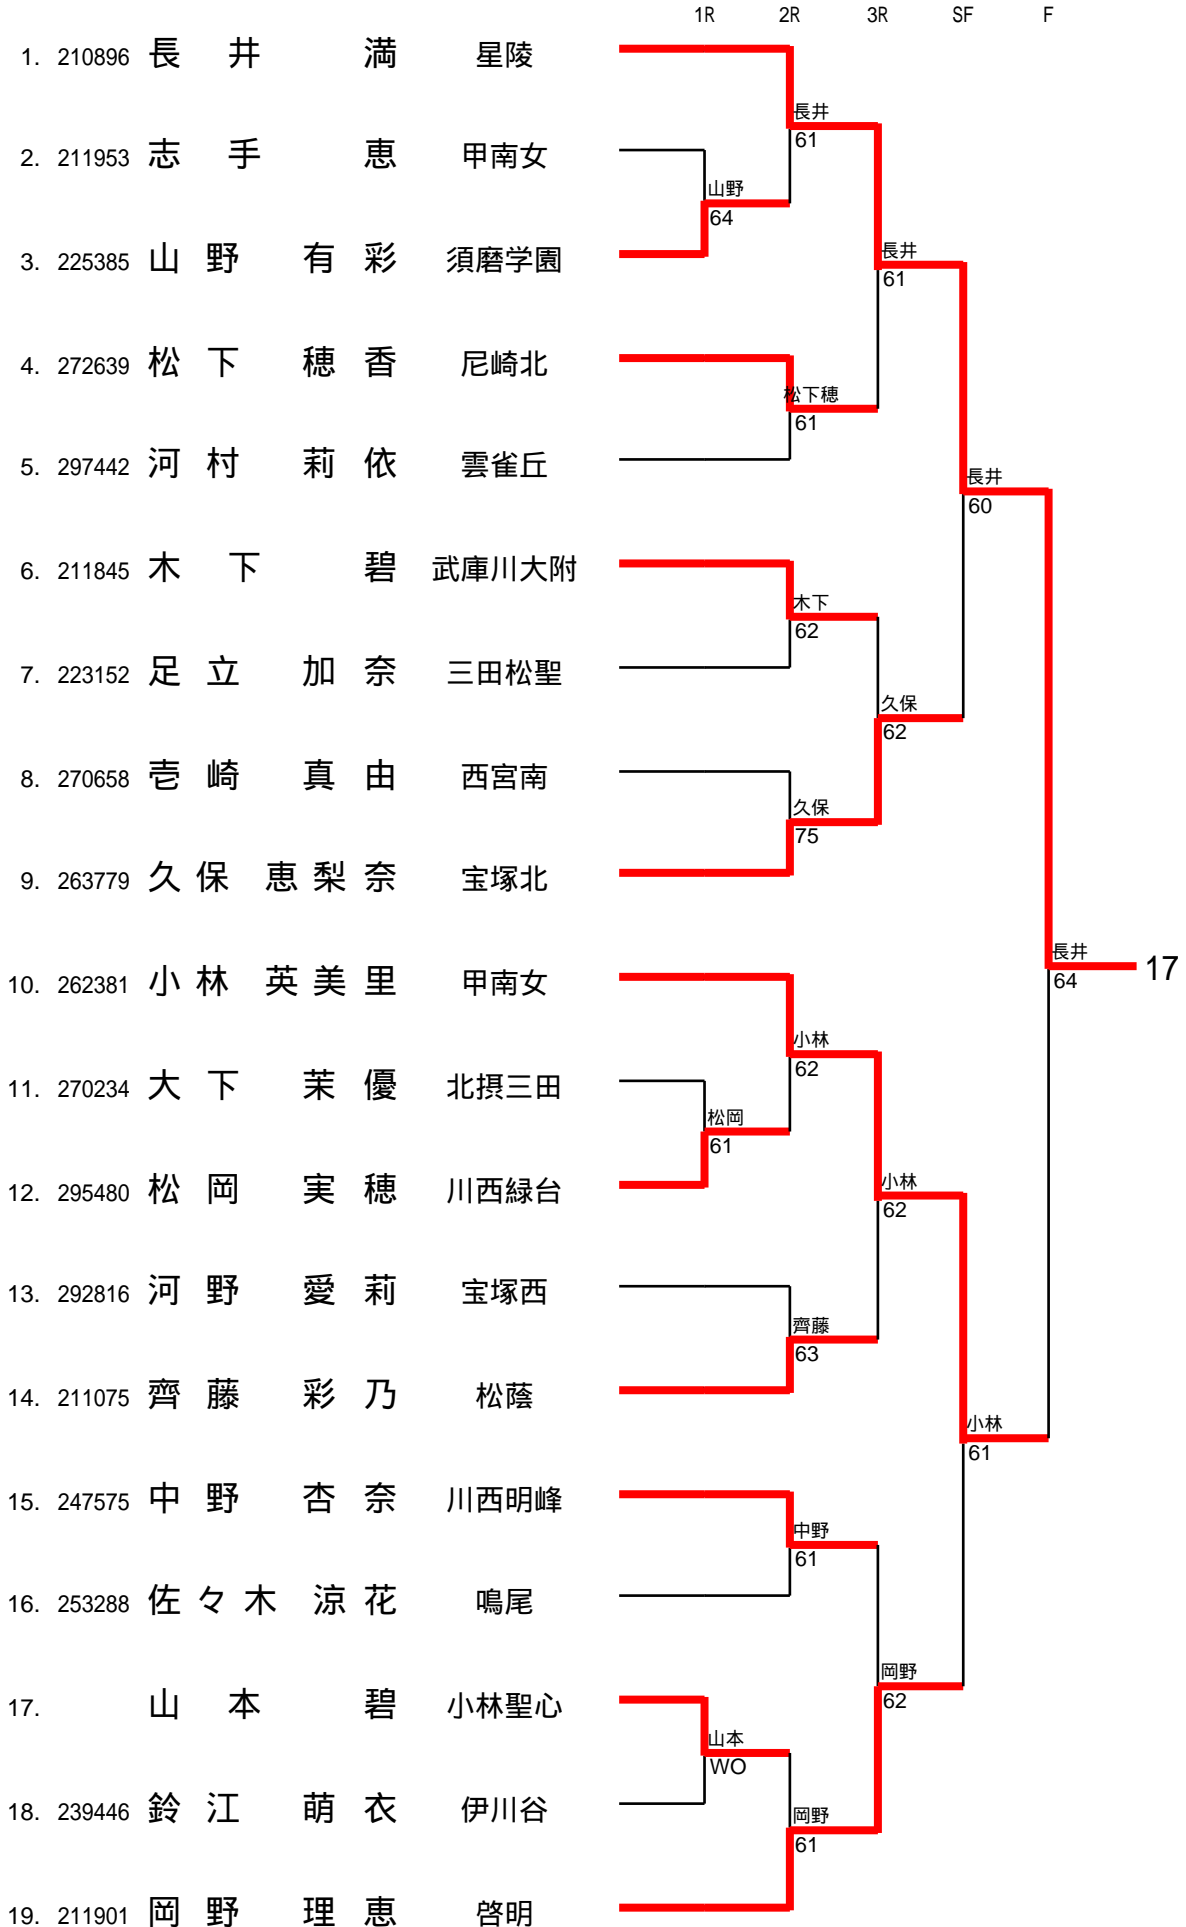 1R 2R 3R SF F
1. 210896 長井 満 星陵
長井
61
2. 211953 志手 恵 甲南女
山野
64
3. 225385 山野 有彩 須磨学園
長井
61
4. 272639 松下 穂香 尼崎北
松下穂
61
5. 297442 河村 莉依 雲雀丘
長井
60
6. 211845 木下 碧 武庫川大附
木下
62
7. 223152 足立 加奈 三田松聖
久保
62
8. 270658 壱崎 真由 西宮南
久保
75
9. 263779 久保 恵梨奈 宝塚北
長井
64
17
10. 262381 小林 英美里 甲南女
小林
62
11. 270234 大下 茉優 北摂三田
松岡
61
12. 295480 松岡 実穂 川西緑台
小林
62
13. 292816 河野 愛莉 宝塚西
齊藤
63
14. 211075 齊藤 彩乃 松蔭
小林
61
15. 247575 中野 杏奈 川西明峰
中野
61
16. 253288 佐々木 涼花 鳴尾
岡野
62
17. 山本 碧 小林聖心
山本
WO
18. 239446 鈴江 萌衣 伊川谷
岡野
61
19. 211901 岡野 理恵 啓明